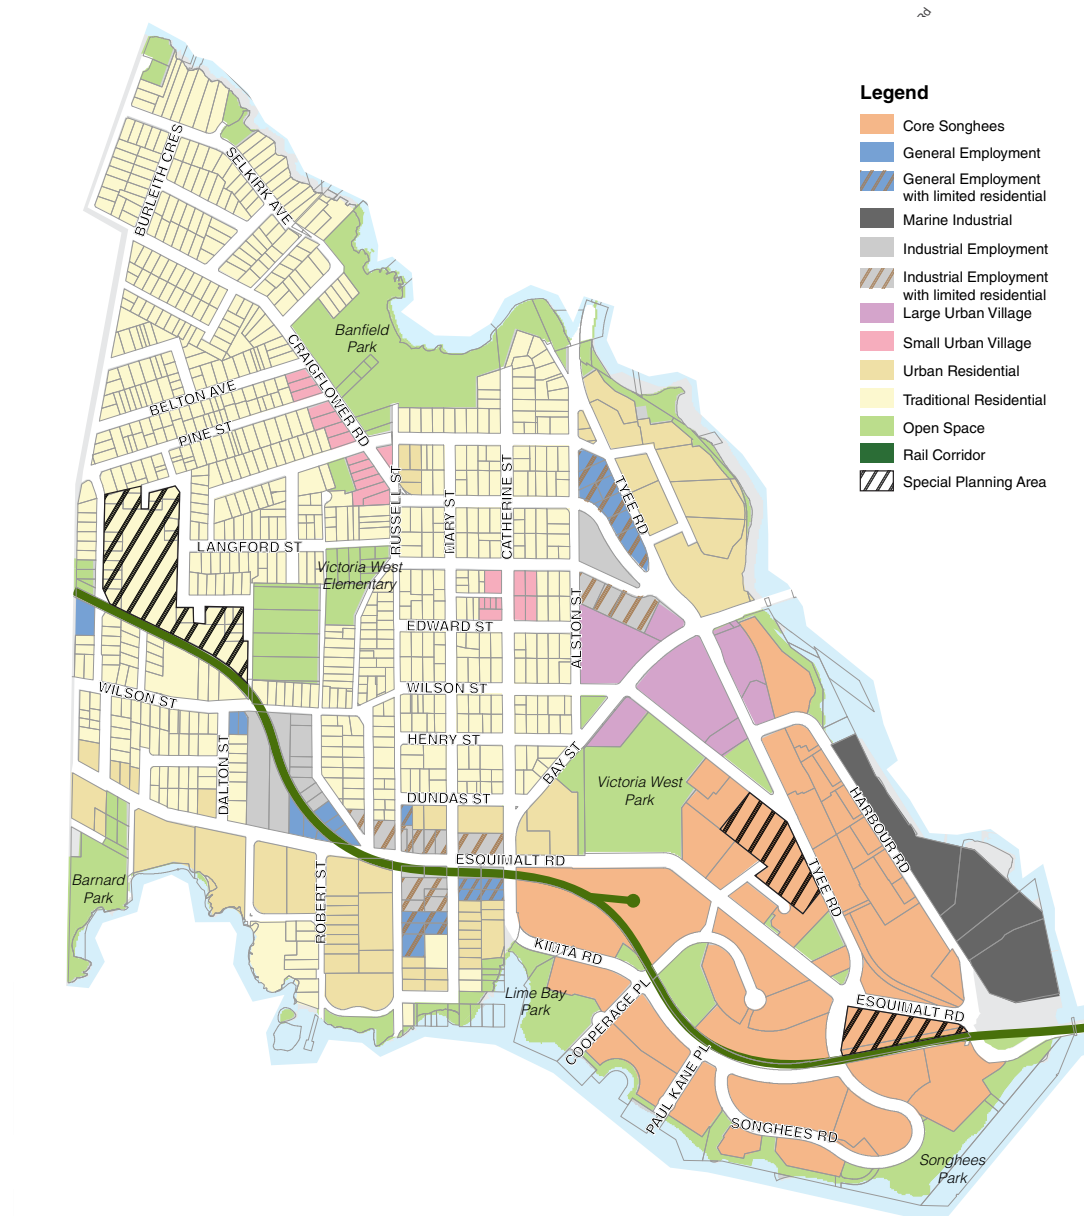 nd
Legend
Core Songhees
General Employment
General Employment
with limited residential
Marine Industrial
Industrial Employment
Industrial Employment
with limited residential
Large Urban Village
Small Urban Village
Urban Residential
Traditional Residential
Open Space
Rail Corridor
Special Planning Area
BURLEITH CRES
SELKIRK AVE
Banfield
Park
CRAIGFLOWER RD
BELTON AVE
PINE ST
RUSSELL ST
MARY ST
CATHERINE ST
TYEE RD
LANGFORD ST
Victoria West
Elementary
EDWARD ST
ALSTON ST
WILSON ST
WILSON ST
HENRY ST
DALTON ST
BAY ST
Victoria West
Park
DUNDAS ST
HARBOUR RD
ESQUIMALT RD
TYEE RD
Barnard
Park
ROBERT ST
KIMTA RD
Lime Bay
Park
COOPERAGE PL
ESQUIMALT RD
PAUL KANE PL
SONGHEES RD
Songhees
Park